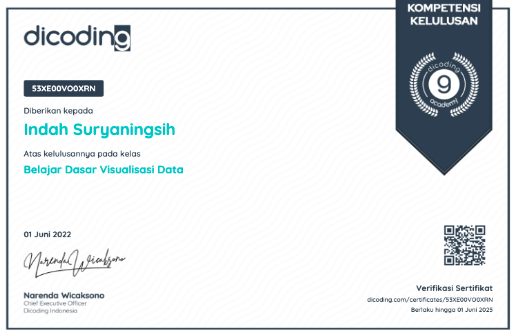 KOMPETENSI
KELULUSAN
dicoding
dicoding
9
academy
53XE00VO0XRN
Diberikan kepada
Indah Suryaningsih
Atas kelulusannya pada kelas
Belajar Dasar Visualisasi Data
01 Juni 2022
Narenda Wicaksono
Narenda Wicaksono
Chief Executive Officer
Dicoding Indonesia
Verifikasi Sertifikat
dicoding.com/certificates/53XE00VO0XRN
Berlaku hingga 01 Juni 2025